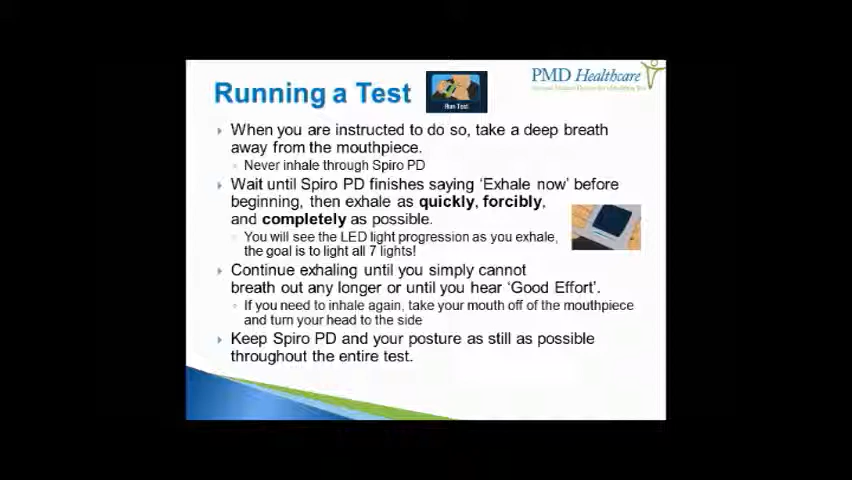 PMD Healthcare
Running a Test
Run Test
When you are instructed to do so, take a deep breath
away from the mouthpiece.
Never inhale through Spiro PD
Wait until Spiro PD finishes saying ‘Exhale now’ before
beginning, then exhale as quickly, forcibly,
and completely as possible.
You will see the LED light progression as you exhale,
the goal is to light all 7 lights!
Continue exhaling until you simply cannot
breath out any longer or until you hear ‘Good Effort’.
If you need to inhale again, take your mouth off of the mouthpiece
and turn your head to the side
Keep Spiro PD and your posture as still as possible
throughout the entire test.